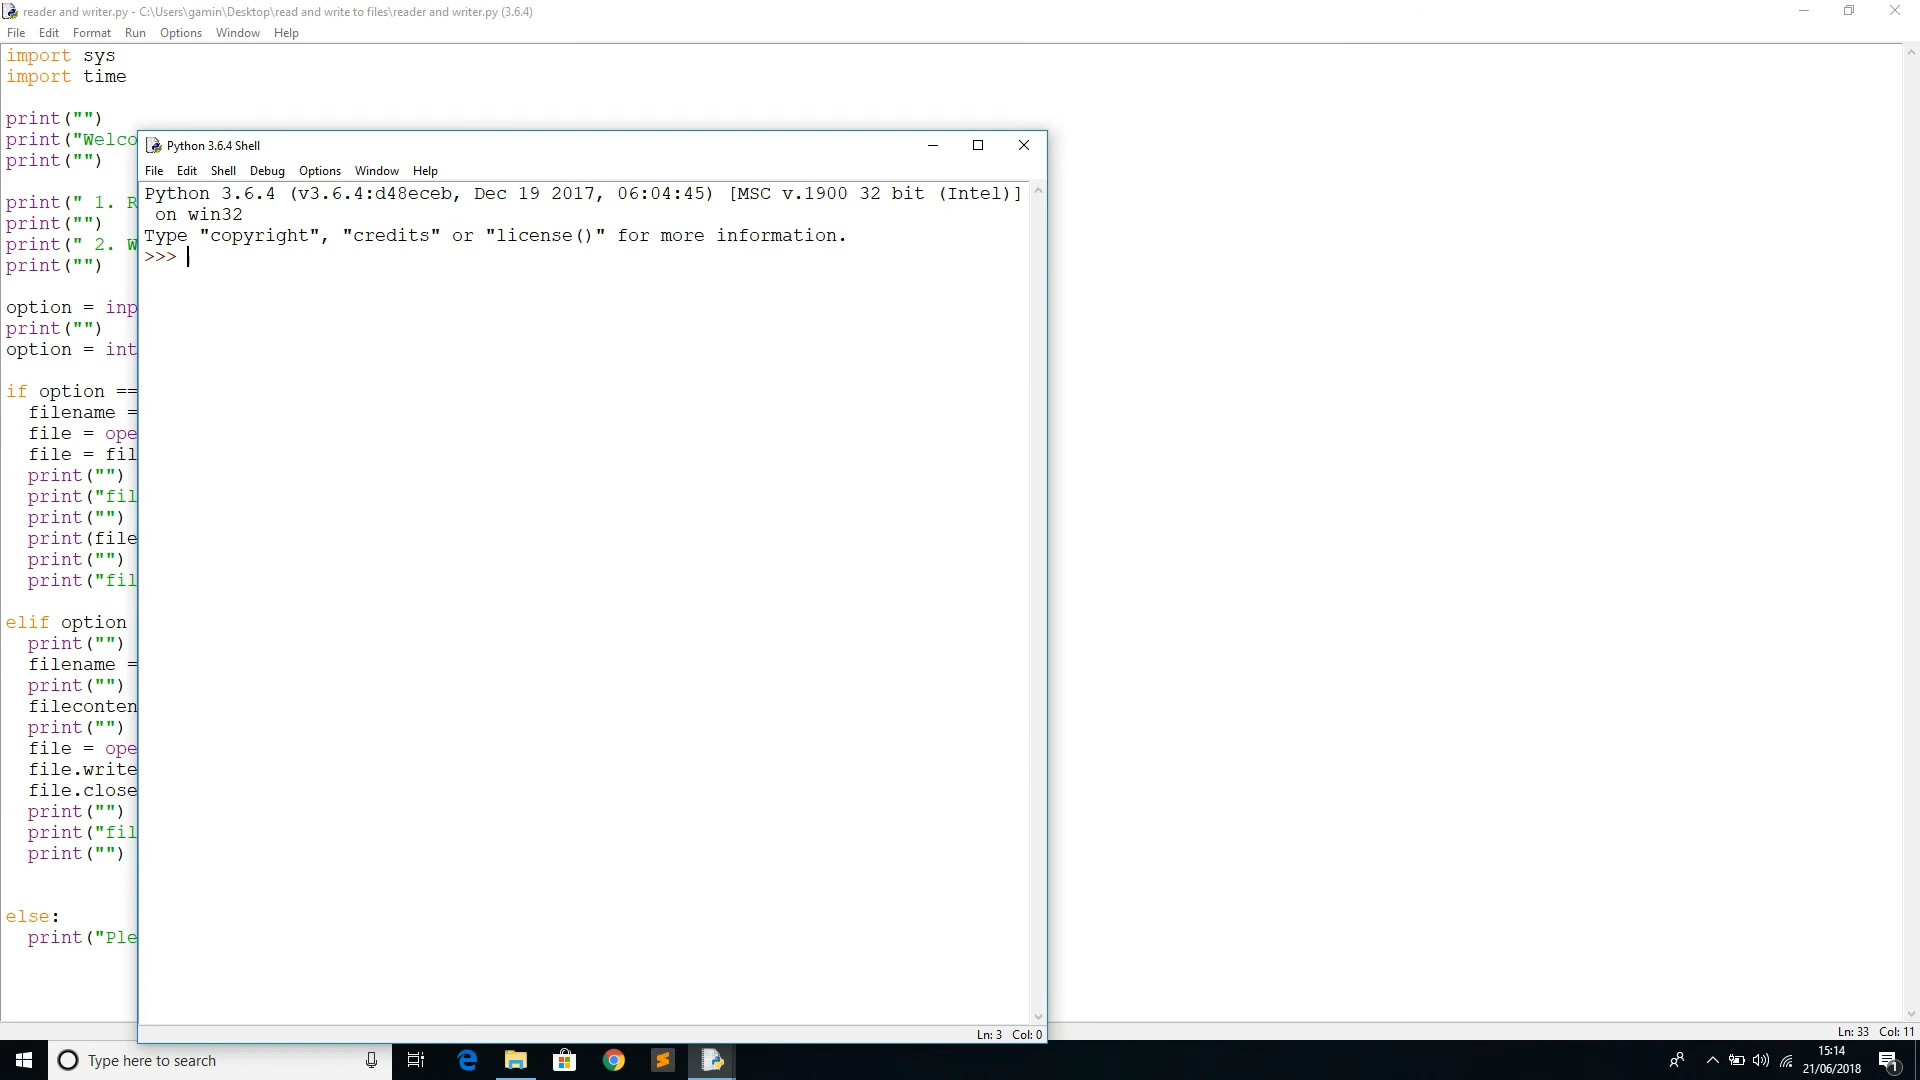 reader and writer.py - C:\Users\gamin\Desktop\read and write to files\reader and writer.py (3.6.4)
File Edit Format Run Options Window Help
import sys
import time
print("")
print("Welco
print("")
print(" 1. R
print("")
print(" 2. W
print("")
option = inp
print("")
option = int
if option ==
filename =
file = ope
file = fil
print("")
print("fil
print("")
print(file
print("")
print("fil
elif option
print("")
filename =
print("")
fileconten
print("")
file = ope
file.write
file.close
print("")
print("fil
print("")
else:
print("Ple
Python 3.6.4 Shell
File Edit Shell Debug Options Window Help
Python 3.6.4 (v3.6.4:d48eceb, Dec 19 2017, 06:04:45) [MSC v.1900 32 bit (Intel)]
on win32
Type "copyright", "credits" or "license()" for more information.
>>>
Ln: 3 Col: 0
Ln: 33 Col: 11
Type here to search
15:14
21/06/2018
1